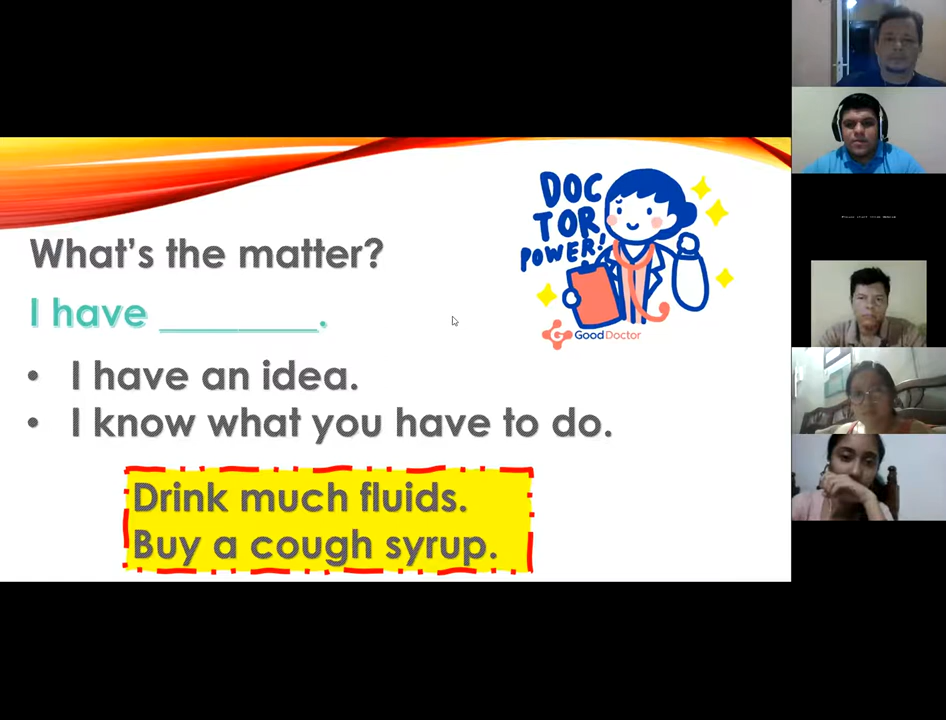 What's the matter?
I have ________.
• I have an idea.
• I know what you have to do.
Drink much fluids.
Buy a cough syrup.
DOC
TOR
POWER!
GoodDoctor